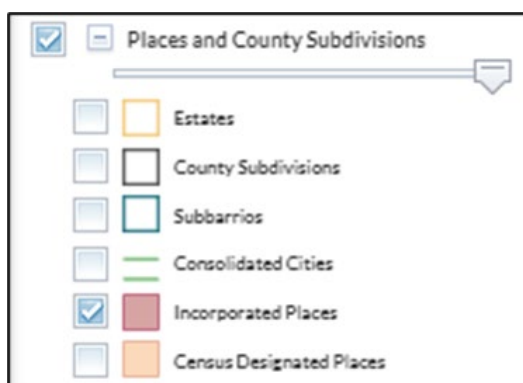 Places and County Subdivisions
Estates
County Subdivisions
Subbarrios
Consolidated Cities
Incorporated Places
Census Designated Places